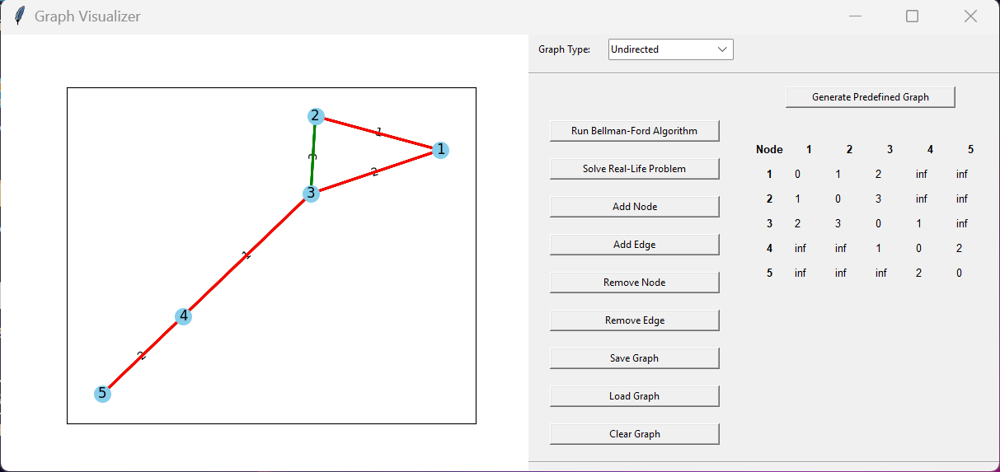 Graph Visualizer
Graph Type: Undirected
Generate Predefined Graph
2
1
1
3
2
3
1
4
2
5
Run Bellman-Ford Algorithm
Solve Real-Life Problem
Add Node
Add Edge
Remove Node
Remove Edge
Save Graph
Load Graph
Clear Graph
Node 1 2 3 4 5
1 0 1 2 inf inf
2 1 0 3 inf inf
3 2 3 0 1 inf
4 inf inf 1 0 2
5 inf inf inf 2 0